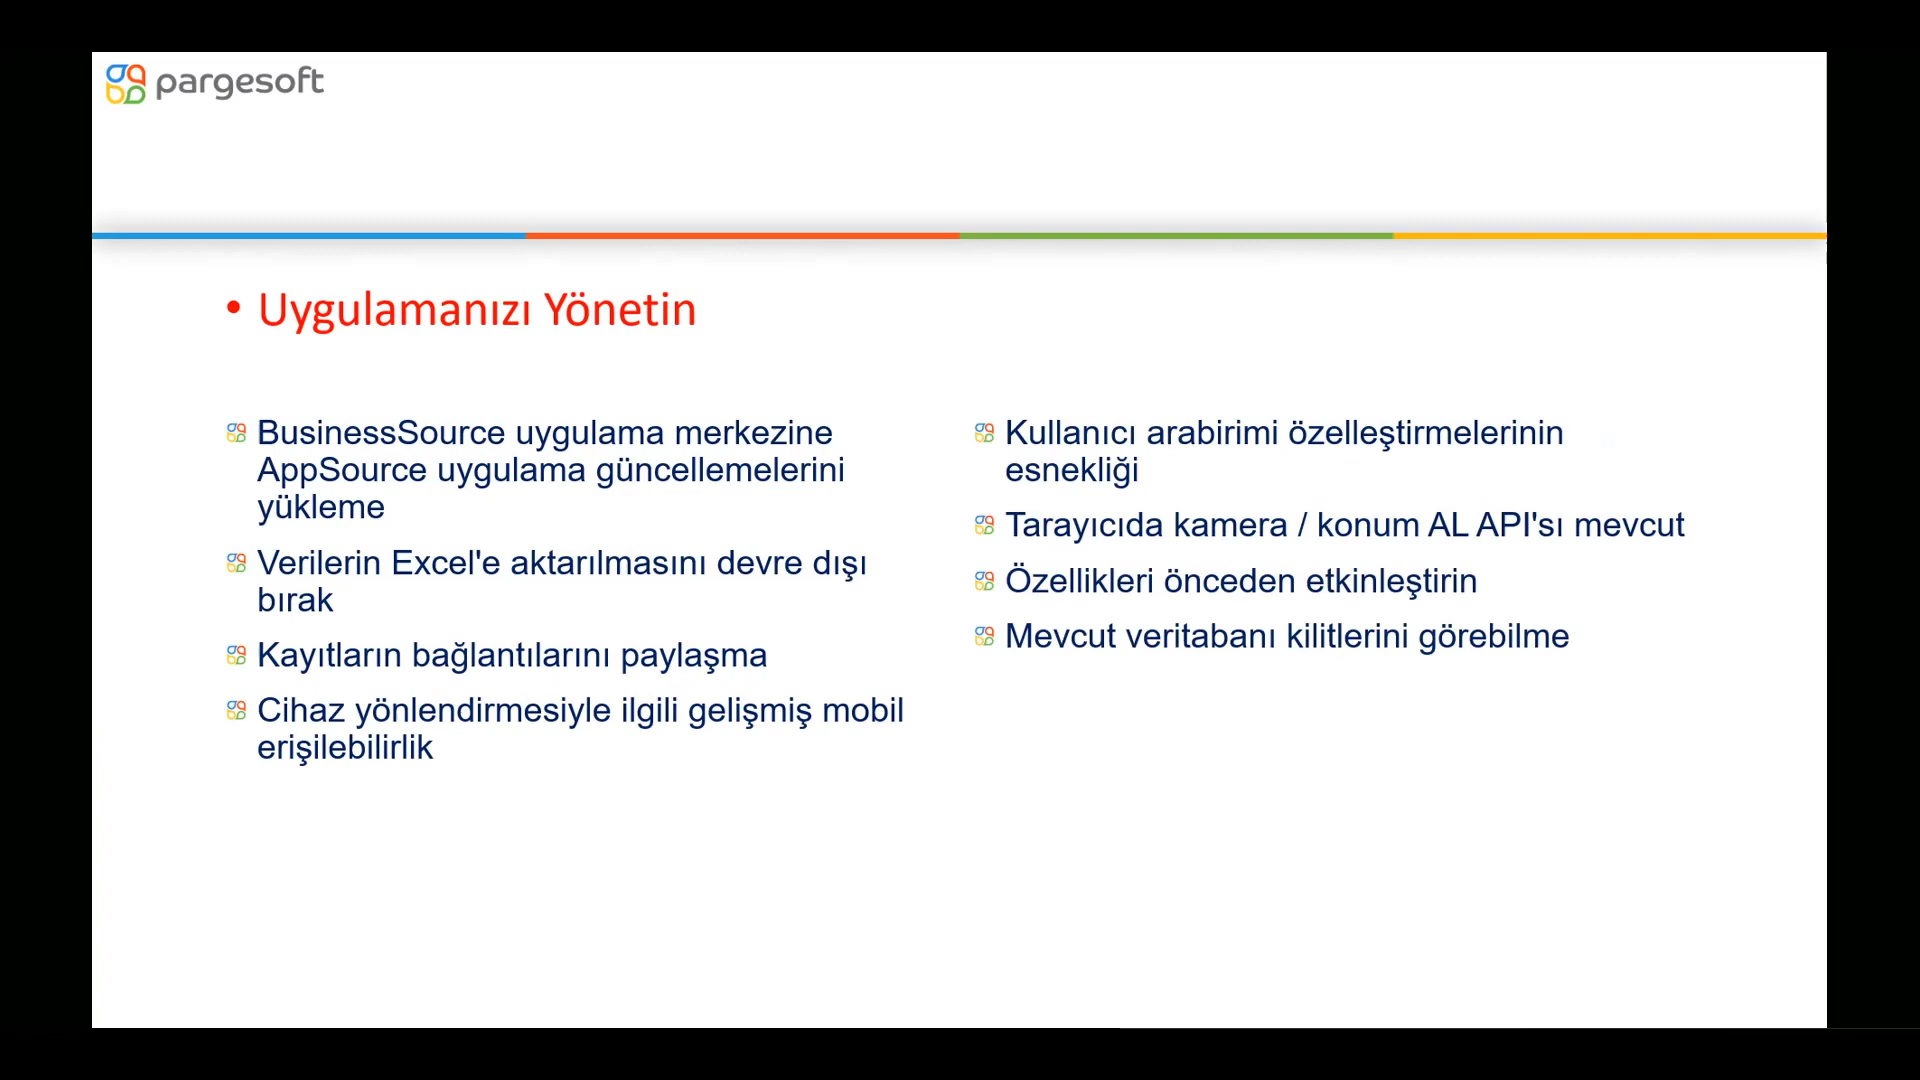 pargesoft
• Uygulamanızı Yönetin
BusinessSource uygulama merkezine
AppSource uygulama güncellemelerini
yükleme
Verilerin Excel'e aktarılmasını devre dışı
bırak
Kayıtların bağlantılarını paylaşma
Cihaz yönlendirmesiyle ilgili gelişmiş mobil
erişilebilirlik
Kullanıcı arabirimi özelleştirmelerinin
esnekliği
Tarayıcıda kamera / konum AL API'sı mevcut
Özellikleri önceden etkinleştirin
Mevcut veritabanı kilitlerini görebilme